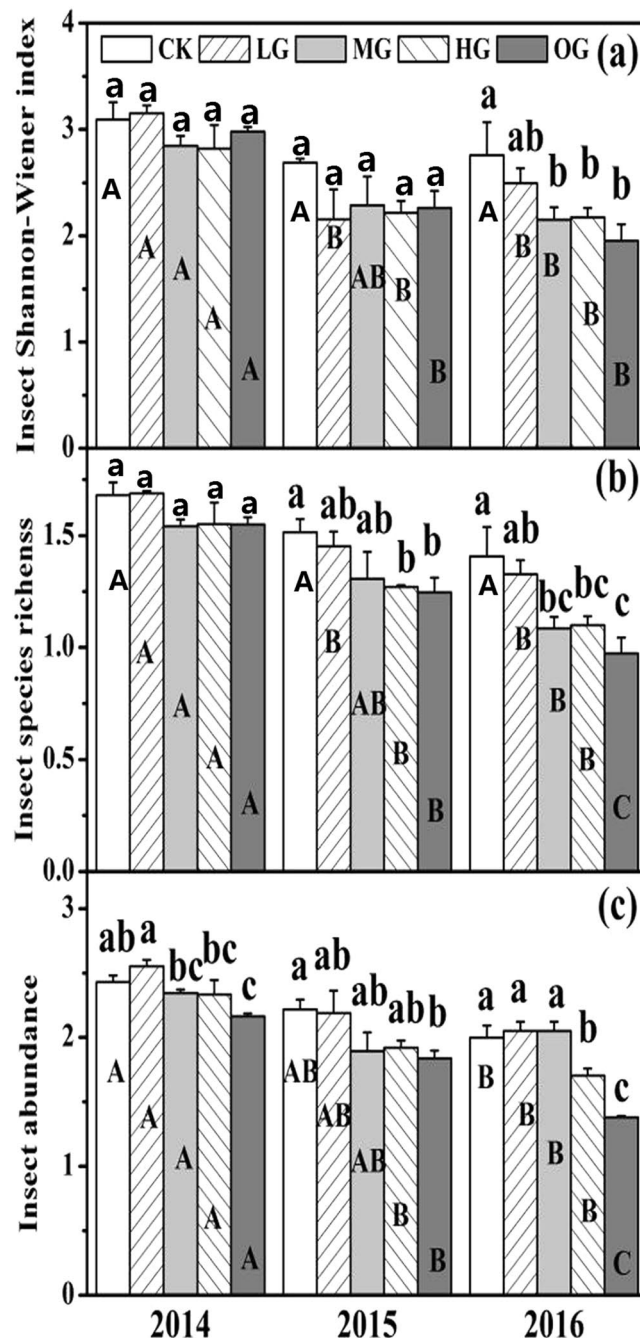 4
CK LG MG HG OG (a)
a a a a a a a a a a a ab b b b
3
2
1
0
A A A A A A B AB B B A B B B B
Insect Shannon-Wiener index
(b)
a a a a a a ab ab b b a ab bc bc c
1.5
1.0
0.5
0.0
A A A A A A B AB B B A B B B C
Insect species richenss
(c)
ab a bc bc c a ab ab ab b a a a b c
3
2
1
0
A A A A A AB AB AB B B B B B B C
Insect abundance
2014 2015 2016